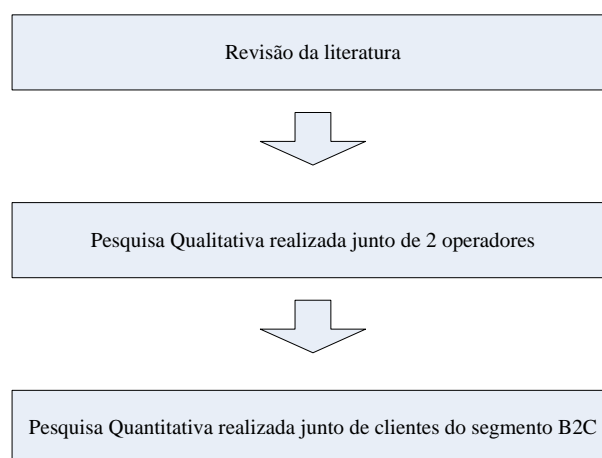 Revisão da literatura
Pesquisa Qualitativa realizada junto de 2 operadores
Pesquisa Quantitativa realizada junto de clientes do segmento B2C